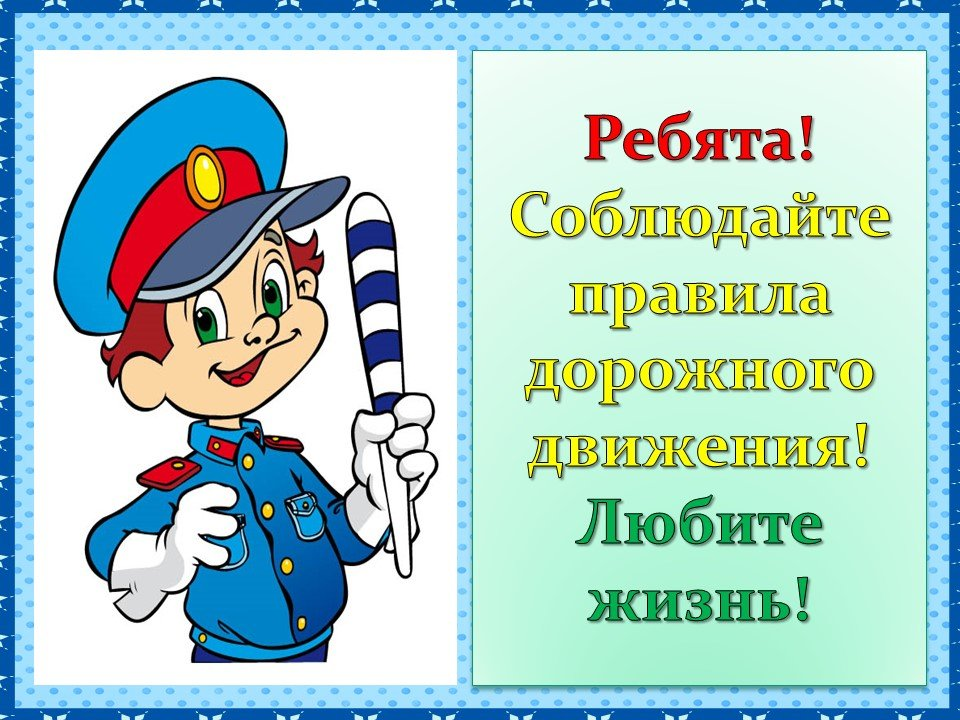 Ребята!
Соблюдайте
правила
дорожного
движения!
Любите
жизнь!